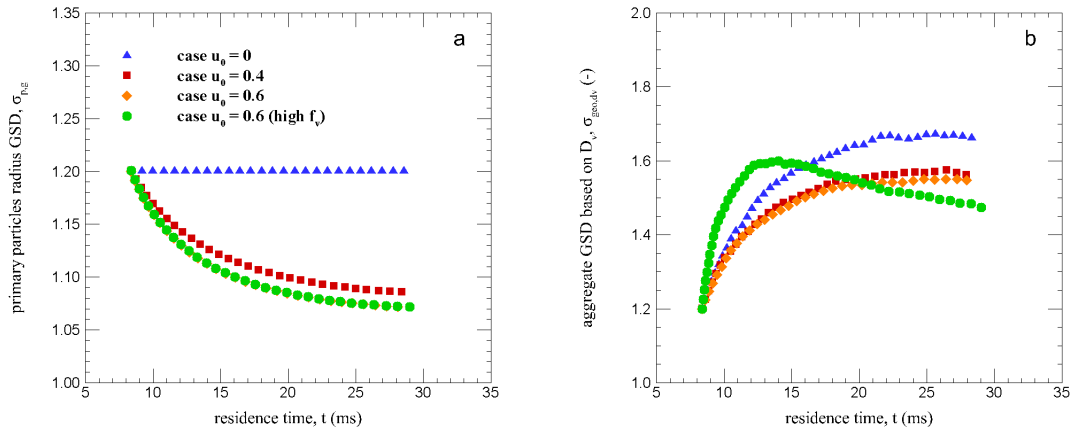 a
case u0 = 0
case u0 = 0.4
case u0 = 0.6
case u0 = 0.6 (high fv)
primary particles radius GSD, σp,g
1.35
1.30
1.25
1.20
1.15
1.10
1.05
1.00
5
10
15
20
25
30
35
residence time, t (ms)
b
aggregate GSD based on Dv, σgeo,dv (-)
2.0
1.8
1.6
1.4
1.2
1.0
5
10
15
20
25
30
35
residence time, t (ms)